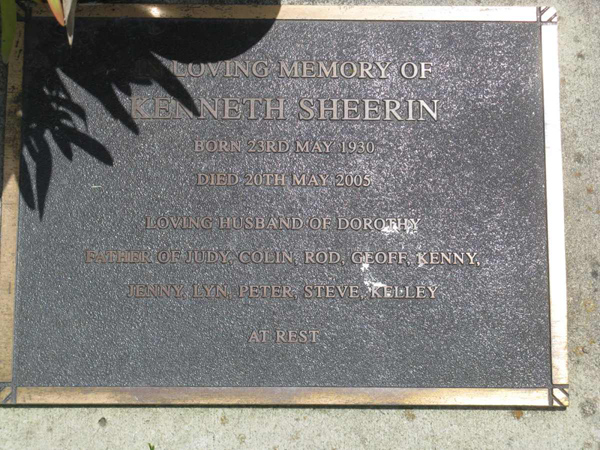 LOVING MEMORY OF
KENNETH SHEERIN
BORN 23RD MAY 1930
DIED 20TH MAY 2005
LOVING HUSBAND OF DOROTHY
FATHER OF JUDY, COLIN, ROD, GEOFF, KENNY,
JENNY, LYN, PETER, STEVE, KELLEY
AT REST